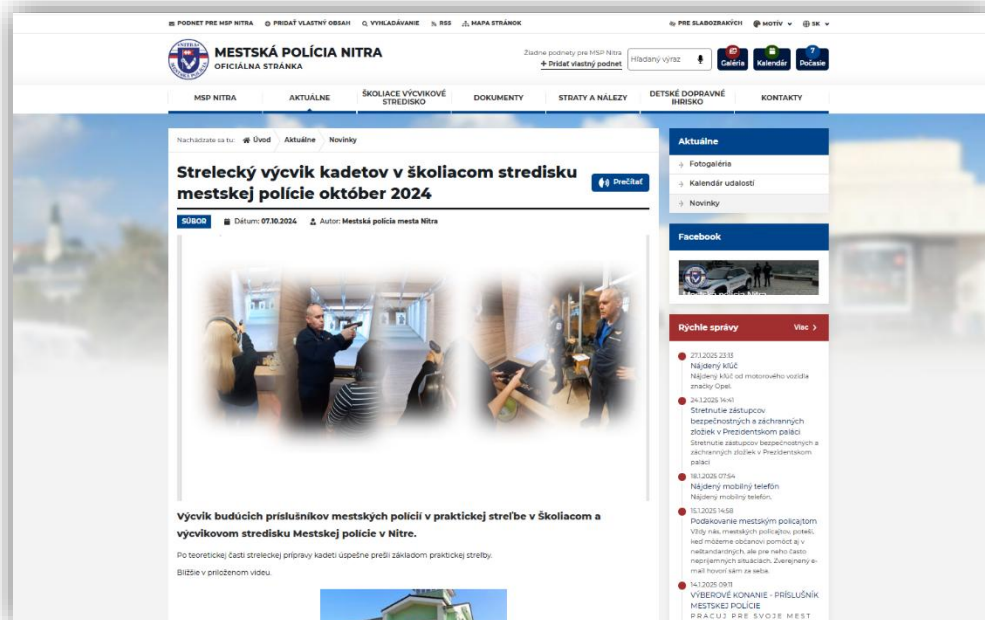 PODNET PRE MSP NITRA PRIDAŤ VLASTNÝ OBSAH VYHĽADÁVANIE RSS MAPA STRÁNOK
PRE SLABOZRAKÝCH MOTÍV SK
MESTSKÁ POLÍCIA NITRA
OFICIÁLNA STRÁNKA
Žiadne podnety pre MSP Nitra
+ Pridať vlastný podnet
Hľadaný výraz
Galéria
Kalendár
7
Počasie
MSP NITRA
AKTUÁLNE
ŠKOLIACE VÝCVIKOVÉ
STREDISKO
DOKUMENTY
STRATY A NÁLEZY
DETSKÉ DOPRAVNÉ
IHRISKO
KONTAKTY
Nachádzate sa tu: Úvod Aktuálne Novinky
Strelecký výcvik kadetov v školiacom stredisku
mestskej polície október 2024
Prečítať
SÚBOR Dátum: 07.10.2024 Autor: Mestská polícia mesta Nitra
Výcvik budúcich príslušníkov mestských polícií v praktickej streľbe v Školiacom a
výcvikovom stredisku Mestskej polície v Nitre.
Po teoretickej časti streleckej prípravy kadeti úspešne prešli základom praktickej streľby.
Bližšie v priloženom videu.
Aktuálne
Fotogaléria
Kalendár udalostí
Novinky
Facebook
Mestská polícia Nitra
Rýchle správy Viac
27.1.2025 23:13
Nájdený kľúč
Nájdený kľúč od motorového vozidla
značky Opel.
24.1.2025 14:41
Stretnutie zástupcov
bezpečnostných a záchranných
zložiek v Prezidentskom paláci
Stretnutie zástupcov bezpečnostných a
záchranných zložiek v Prezidentskom
paláci
18.1.2025 07:54
Nájdený mobilný telefón
Nájdený mobilný telefón.
15.1.2025 14:58
Poďakovanie mestským policajtom
Vždy nás, mestských policajtov, poteší,
keď môžeme občanovi pomôcť aj v
neštandardných, ale pre neho často
nepríjemných situáciách. Zverejnený e-
mail hovorí sám za seba.
14.1.2025 09:11
VÝBEROVÉ KONANIE - PRÍSLUŠNÍK
MESTSKEJ POLÍCIE
PRACUJ PRE SVOJE MEST